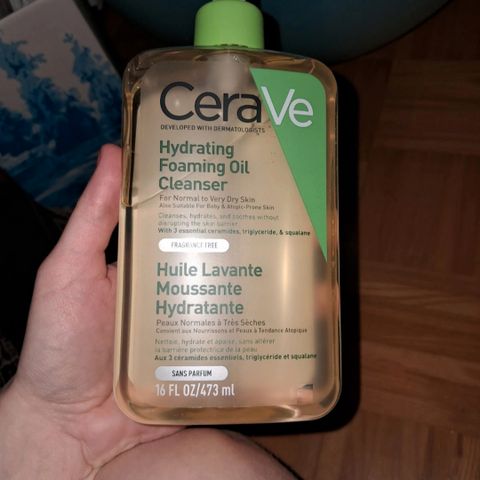 CeraVe
DEVELOPED WITH DERMATOLOGISTS
Hydrating
Foaming Oil
Cleanser
For Normal to Very Dry Skin
Also Suitable For Baby & Atopic-Prone Skin
Cleanses, hydrates, and soothes without
disrupting the skin barrier
With 3 essential ceramides, triglyceride, & squalane
FRAGRANCE FREE
Huile Lavante
Moussante
Hydratante
Peaux Normales à Très Sèches
Convient aux Nourrissons et Peaux à Tendance Atopique
Nettoie, hydrate et apaise, sans altérer
la barrière protectrice de la peau
Aux 3 céramides essentiels, triglycéride et squalane
SANS PARFUM
16 FL OZ/473 ml